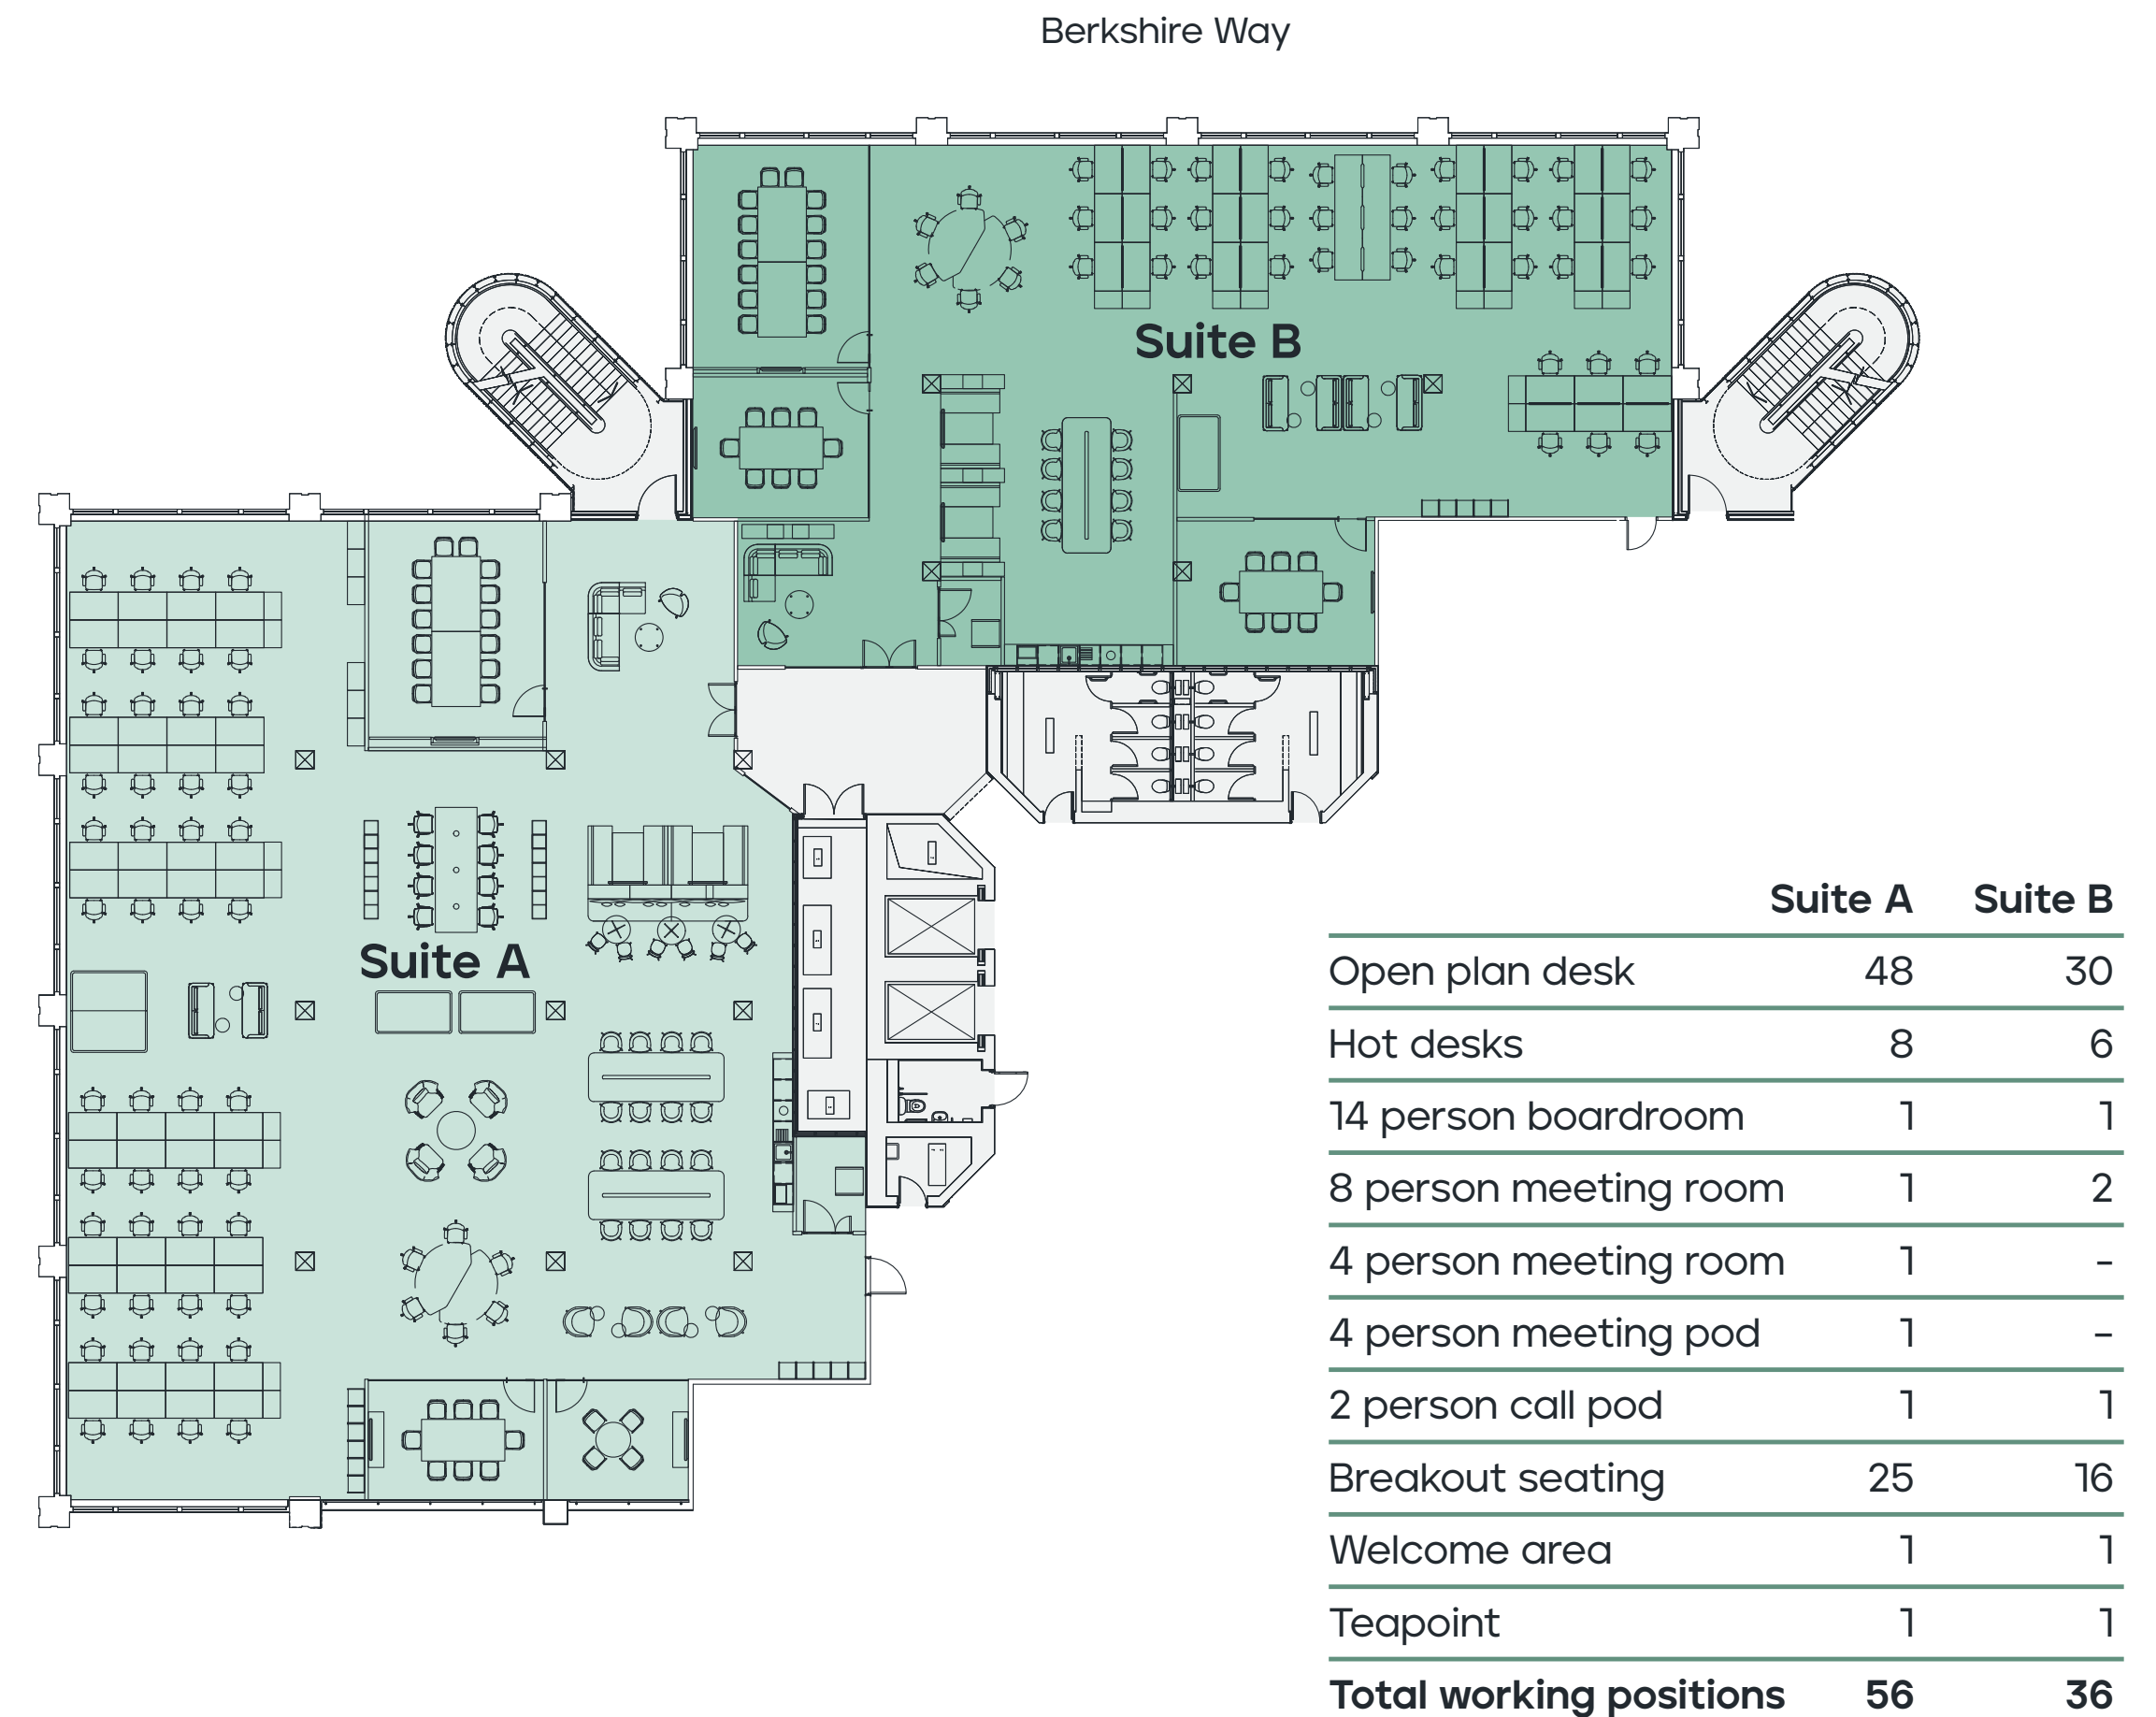 Berkshire Way
Suite B
Suite A
Suite A Suite B
Open plan desk 48 30
Hot desks 8 6
14 person boardroom 1 1
8 person meeting room 1 2
4 person meeting room 1 -
4 person meeting pod 1 -
2 person call pod 1 1
Breakout seating 25 16
Welcome area 1 1
Teapoint 1 1
Total working positions 56 36